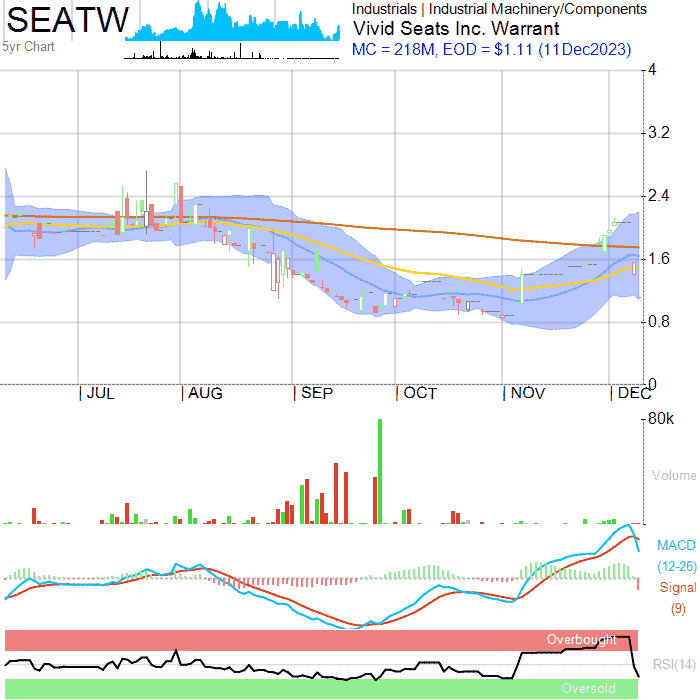 SEATW
5yr Chart
Industrials | Industrial Machinery/Components
Vivid Seats Inc. Warrant
MC = 218M, EOD = $1.11 (11Dec2023)
4
3.2
2.4
1.6
0.8
0
JUL AUG SEP OCT NOV DEC
80k
Volume
MACD
(12-26)
Signal
(9)
Overbought
RSI(14)
Oversold